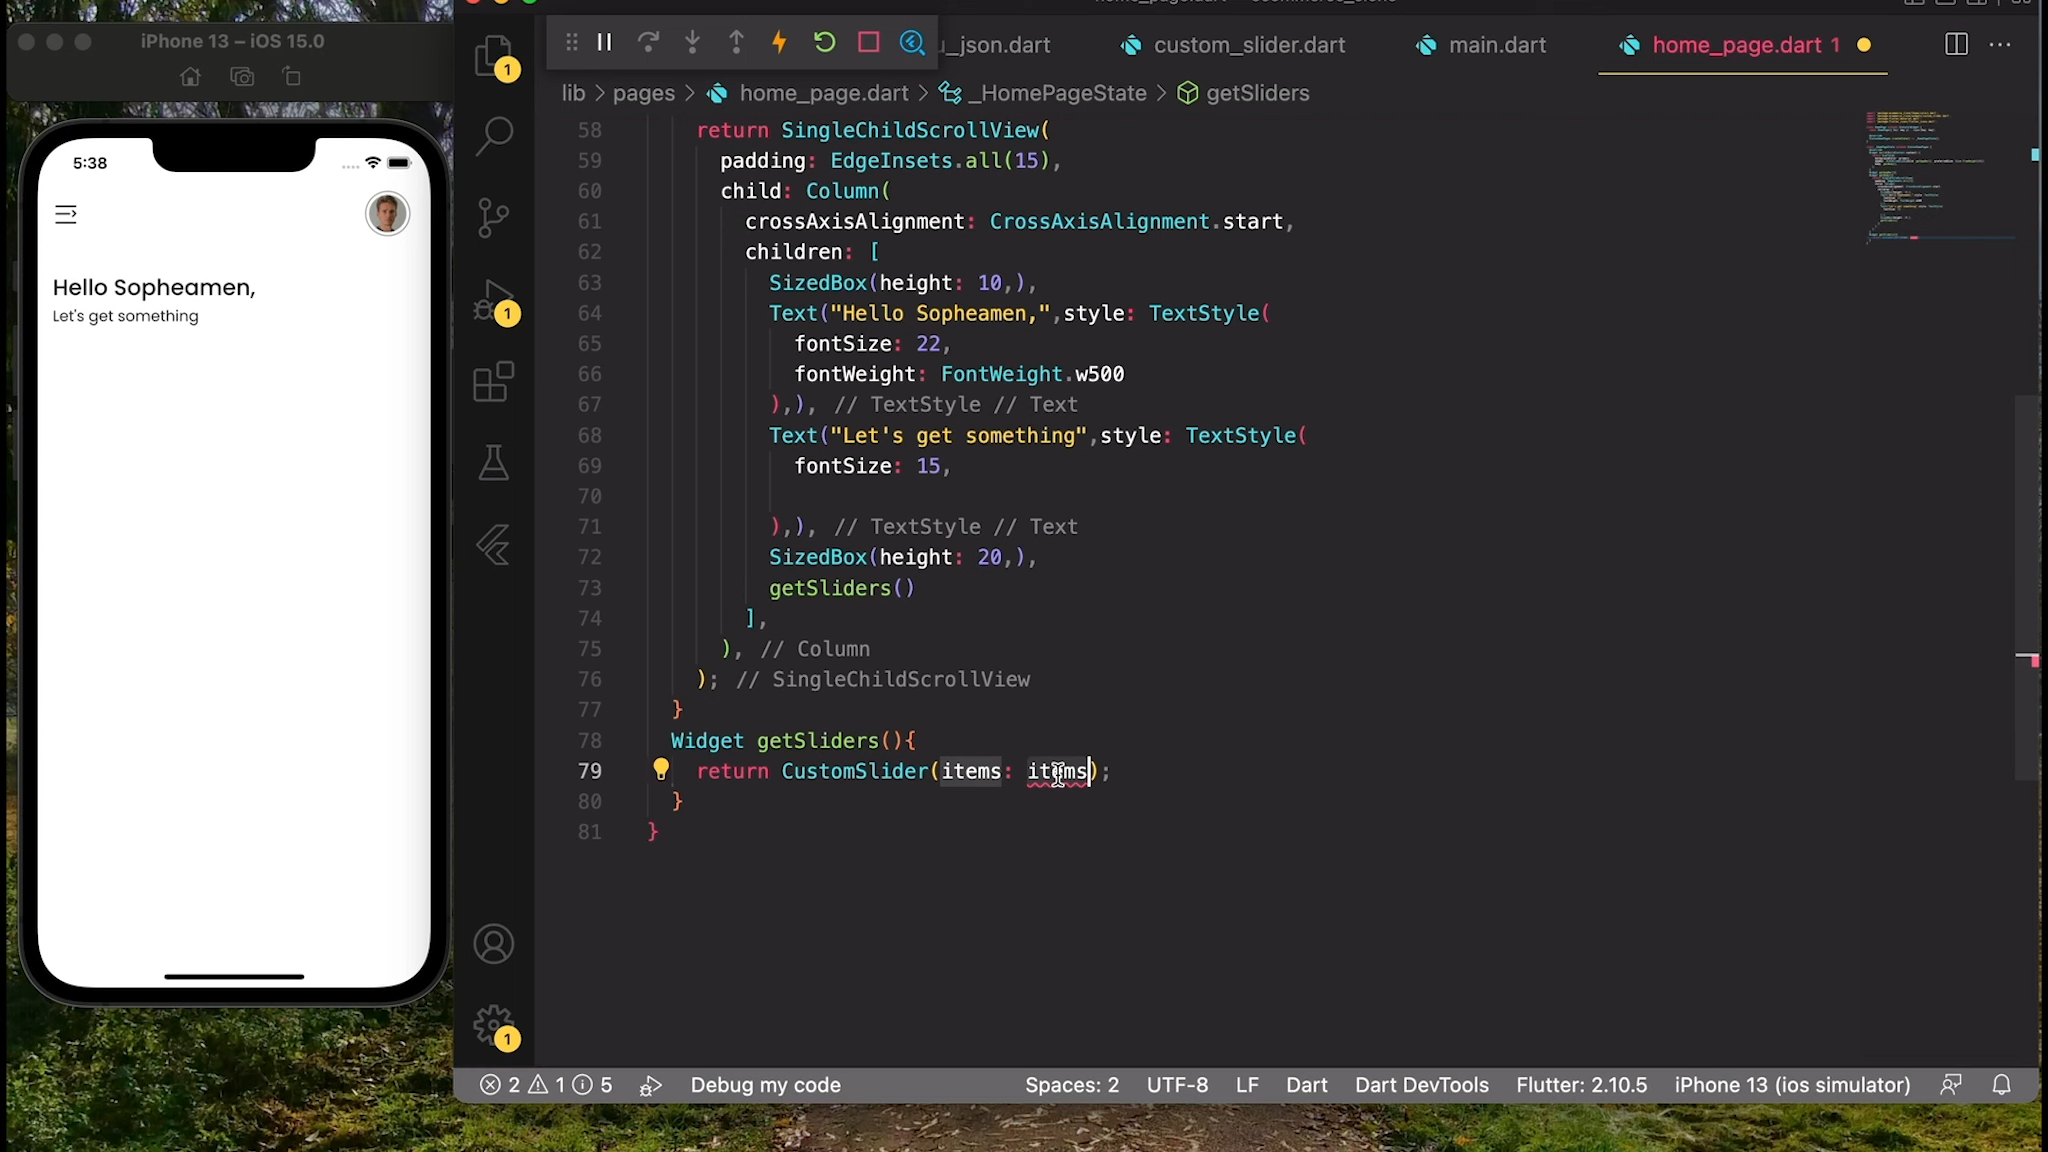 iPhone 13 – iOS 15.0
5:38
Hello Sopheamen,
Let's get something
1
1
1
_json.dart
custom_slider.dart
main.dart
home_page.dart 1
lib > pages > home_page.dart > _HomePageState > getSliders
58 return SingleChildScrollView(
59 padding: EdgeInsets.all(15),
60 child: Column(
61 crossAxisAlignment: CrossAxisAlignment.start,
62 children: [
63 SizedBox(height: 10,),
64 Text("Hello Sopheamen,",style: TextStyle(
65 fontSize: 22,
66 fontWeight: FontWeight.w500
67 ),), // TextStyle // Text
68 Text("Let's get something",style: TextStyle(
69 fontSize: 15,
70
71 ),), // TextStyle // Text
72 SizedBox(height: 20,),
73 getSliders()
74 ],
75 ), // Column
76 ); // SingleChildScrollView
77 }
78 Widget getSliders(){
79 return CustomSlider(items: items);
80 }
81 }
2 1 5 Debug my code Spaces: 2 UTF-8 LF Dart Dart DevTools Flutter: 2.10.5 iPhone 13 (ios simulator)